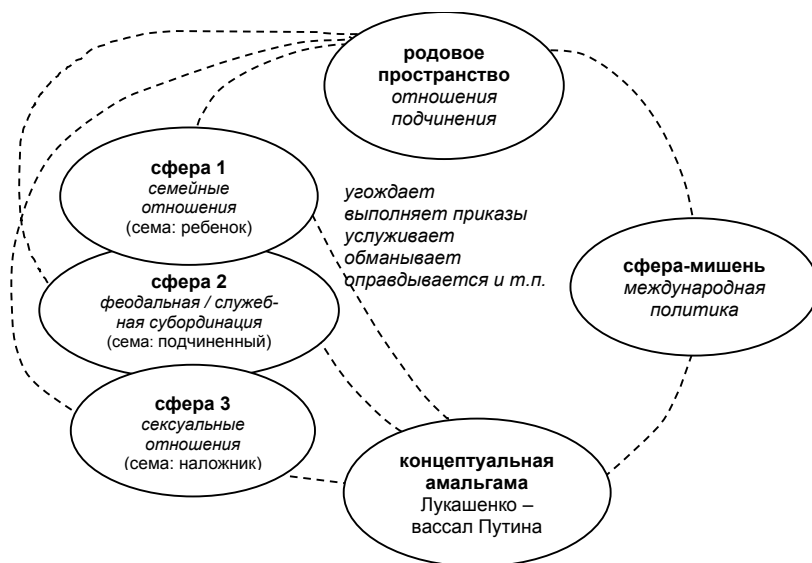 родовое
пространство
отношения
подчинения
сфера 1
семейные
отношения
(сема: ребенок)
угождает
выполняет приказы
услуживает
обманывает
оправдывается и т.п.
сфера 2
феодальная / служеб-
ная субординация
(сема: подчиненный)
сфера-мишень
международная
политика
сфера 3
сексуальные
отношения
(сема: наложник)
концептуальная
амальгама
Лукашенко –
вассал Путина